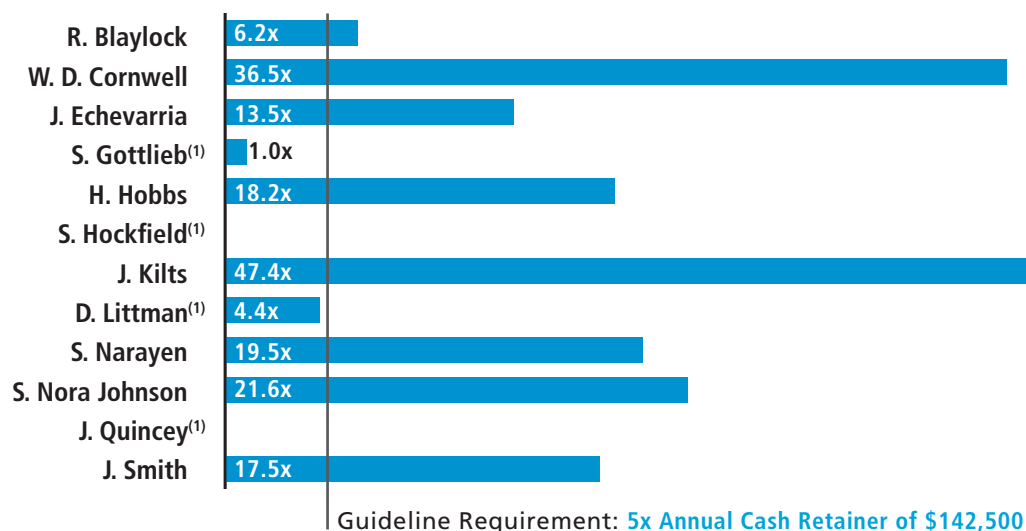 R. Blaylock 6.2x
W. D. Cornwell 36.5x
J. Echevarria 13.5x
S. Gottlieb(1) 1.0x
H. Hobbs 18.2x
S. Hockfield(1)
J. Kilts 47.4x
D. Littman(1) 4.4x
S. Narayen 19.5x
S. Nora Johnson 21.6x
J. Quincey(1)
J. Smith 17.5x
Guideline Requirement: 5x Annual Cash Retainer of $142,500